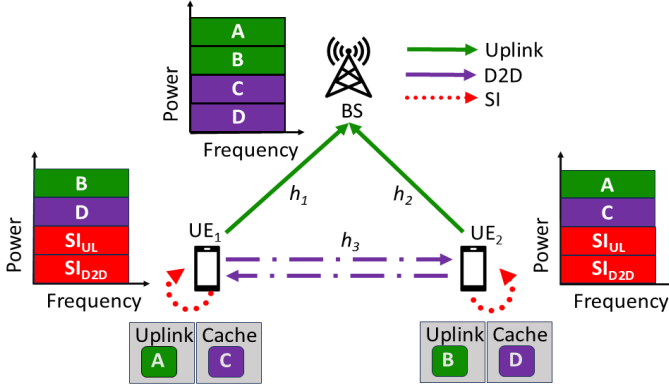 A
B
C
D
Power
Frequency
BS
Uplink
D2D
SI
h1
h2
h3
B
D
SIUL
SID2D
Power
Frequency
UE1
UE2
A
C
SIUL
SID2D
Power
Frequency
Uplink
A
Cache
C
Uplink
B
Cache
D